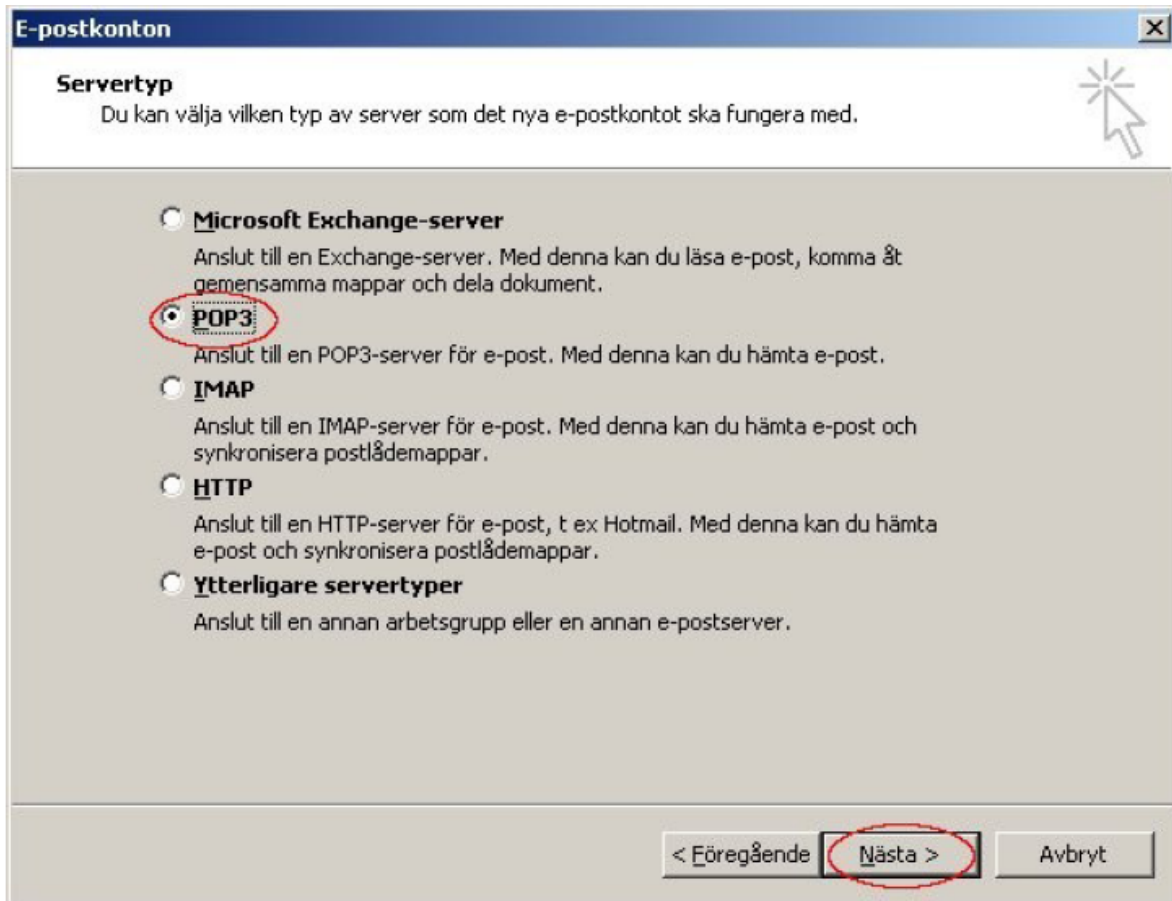 E-postkonton
Servertyp
Du kan välja vilken typ av server som det nya e-postkontot ska fungera med.
Microsoft Exchange-server
Anslut till en Exchange-server. Med denna kan du läsa e-post, komma åt
gemensamma mappar och dela dokument.
POP3
Anslut till en POP3-server för e-post. Med denna kan du hämta e-post.
IMAP
Anslut till en IMAP-server för e-post. Med denna kan du hämta e-post och
synkronisera postlådemappar.
HTTP
Anslut till en HTTP-server för e-post, t ex Hotmail. Med denna kan du hämta
e-post och synkronisera postlådemappar.
Ytterligare servertyper
Anslut till en annan arbetsgrupp eller en annan e-postserver.
< Föregående Nästa > Avbryt